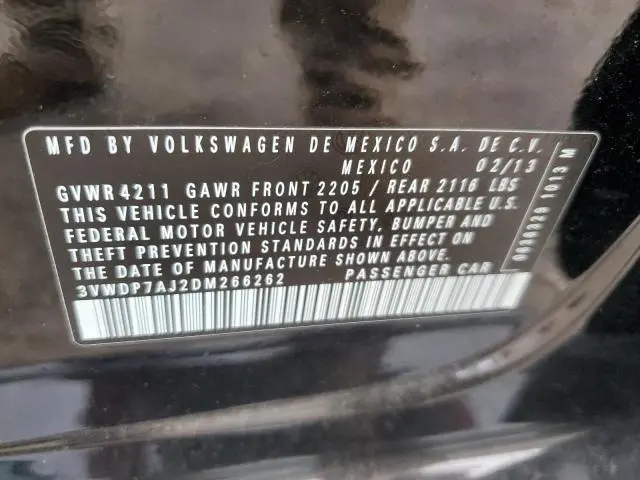 MFD BY VOLKSWAGEN DE MEXICO S.A. DE C.V.
MEXICO 02/13
GVWR 4211 GAWR FRONT 2205 / REAR 2116 LBS
THIS VEHICLE CONFORMS TO ALL APPLICABLE U.S.
FEDERAL MOTOR VEHICLE SAFETY, BUMPER AND
THEFT PREVENTION STANDARDS IN EFFECT ON
THE DATE OF MANUFACTURE SHOWN ABOVE.
3VWDP7AJ2DM266262 PASSENGER CAR
1013 M